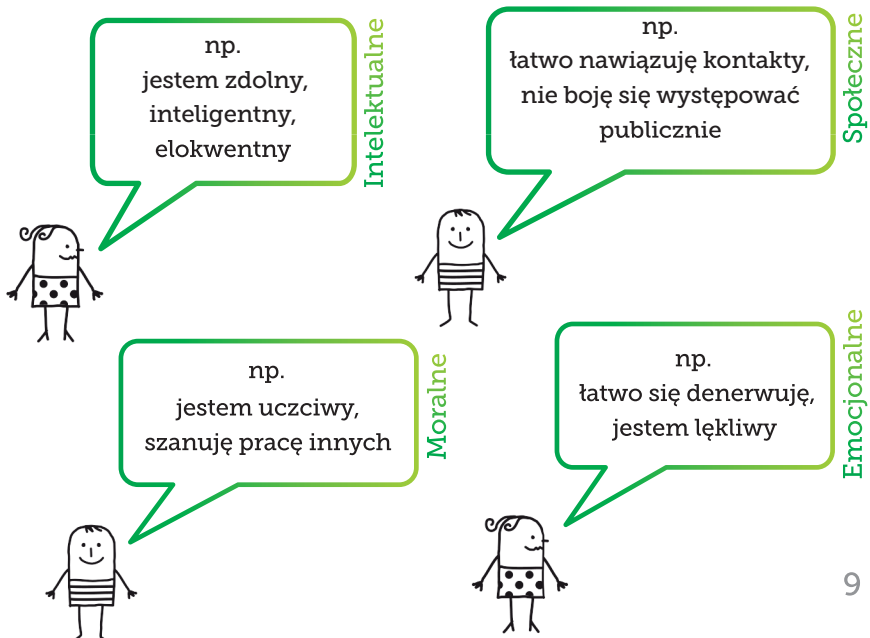 np.
jestem zdolny,
inteligentny,
elokwentny
Intelektualne
np.
łatwo nawiązuję kontakty,
nie boję się występować
publicznie
Społeczne
np.
jestem uczciwy,
szanuję pracę innych
Moralne
np.
łatwo się denerwuję,
jestem lękliwy
Emocjonalne
9